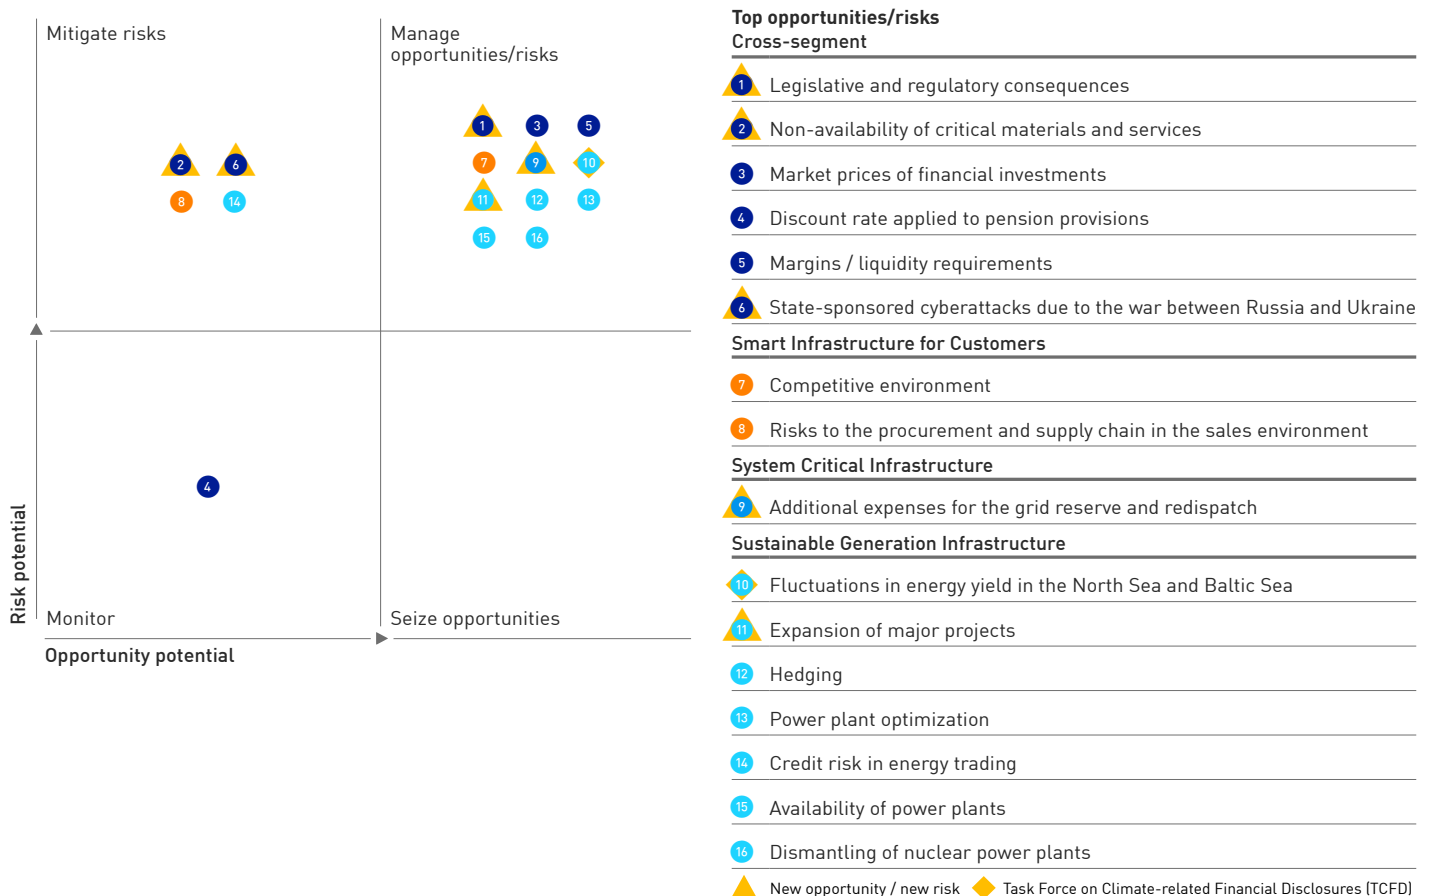 Mitigate risks
Manage
opportunities/risks
1 3 5
2 6
7 9 10
8 14
11 12 13
15 16
4
Risk potential
Monitor
Seize opportunities
Opportunity potential
Top opportunities/risks
Cross-segment
1 Legislative and regulatory consequences
2 Non-availability of critical materials and services
3 Market prices of financial investments
4 Discount rate applied to pension provisions
5 Margins / liquidity requirements
6 State-sponsored cyberattacks due to the war between Russia and Ukraine
Smart Infrastructure for Customers
7 Competitive environment
8 Risks to the procurement and supply chain in the sales environment
System Critical Infrastructure
9 Additional expenses for the grid reserve and redispatch
Sustainable Generation Infrastructure
10 Fluctuations in energy yield in the North Sea and Baltic Sea
11 Expansion of major projects
12 Hedging
13 Power plant optimization
14 Credit risk in energy trading
15 Availability of power plants
16 Dismantling of nuclear power plants
New opportunity / new risk
Task Force on Climate-related Financial Disclosures (TCFD)